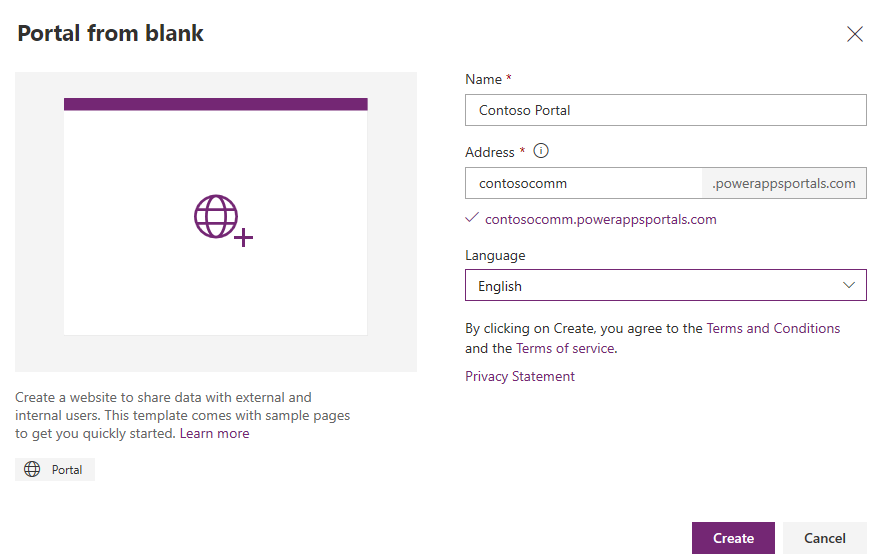 Portal from blank
Name *
Contoso Portal
Address *
contosocomm
.powerappsportals.com
contosocomm.powerappsportals.com
Language
English
By clicking on Create, you agree to the Terms and Conditions
and the Terms of service.
Privacy Statement
Create a website to share data with external and
internal users. This template comes with sample pages
to get you quickly started. Learn more
Portal
Create
Cancel